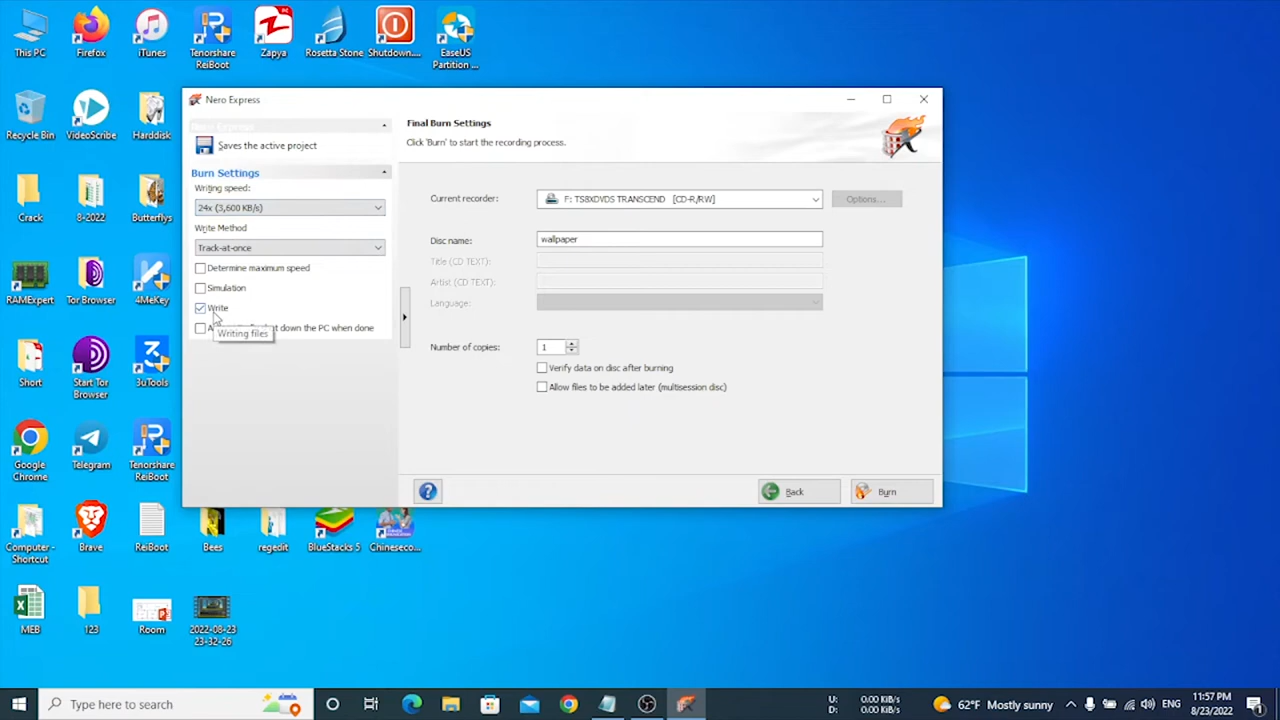 This PC
Firefox
iTunes
Tenorshare
ReiBoot
Zapya
Rosetta Stone
Shutdown....
EaseUS
Partition ...
Recycle Bin
VideoScribe
Harddisk
Crack
8-2022
Butterflys
RAMExpert
Tor Browser
4MeKey
Short
Start Tor
Browser
3uTools
Google
Chrome
Telegram
Tenorshare
ReiBoot
Computer -
Shortcut
Brave
ReiBoot
Bees
regedit
BlueStacks 5
Chineseco...
MEB
123
Room
2022-08-23
23-32-26
Nero Express
Nero Express
Saves the active project
Burn Settings
Writing speed:
24x (3,600 KB/s)
Write Method
Track-at-once
Determine maximum speed
Simulation
Write
down the PC when done
Writing files
Final Burn Settings
Click 'Burn' to start the recording process.
Current recorder:
F: TS8XDVDS TRANSCEND [CD-R/RW]
Options...
Disc name:
wallpaper
Title (CD TEXT):
Artist (CD TEXT):
Language:
Number of copies:
1
Verify data on disc after burning
Allow files to be added later (multisession disc)
?
Back
Burn
Type here to search
U: 0.00 KiB/s
D: 0.00 KiB/s
62°F Mostly sunny
ENG
11:57 PM
8/23/2022